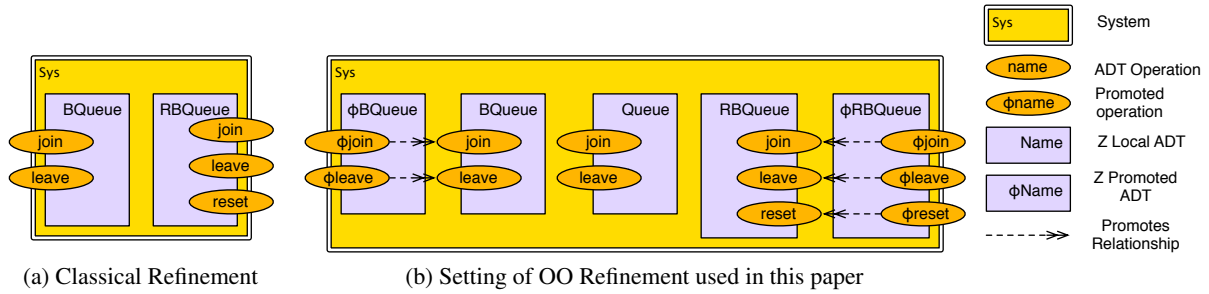 Sys
BQueue
RBQueue
join
leave
join
leave
reset
(a) Classical Refinement
Sys
ϕBQueue
BQueue
Queue
RBQueue
ϕRBQueue
ϕjoin
join
join
join
ϕjoin
ϕleave
leave
leave
leave
ϕleave
reset
ϕreset
(b) Setting of OO Refinement used in this paper
Sys
System
name
ADT Operation
ϕname
Promoted
operation
Name
Z Local ADT
ϕName
Z Promoted
ADT
Promotes
Relationship